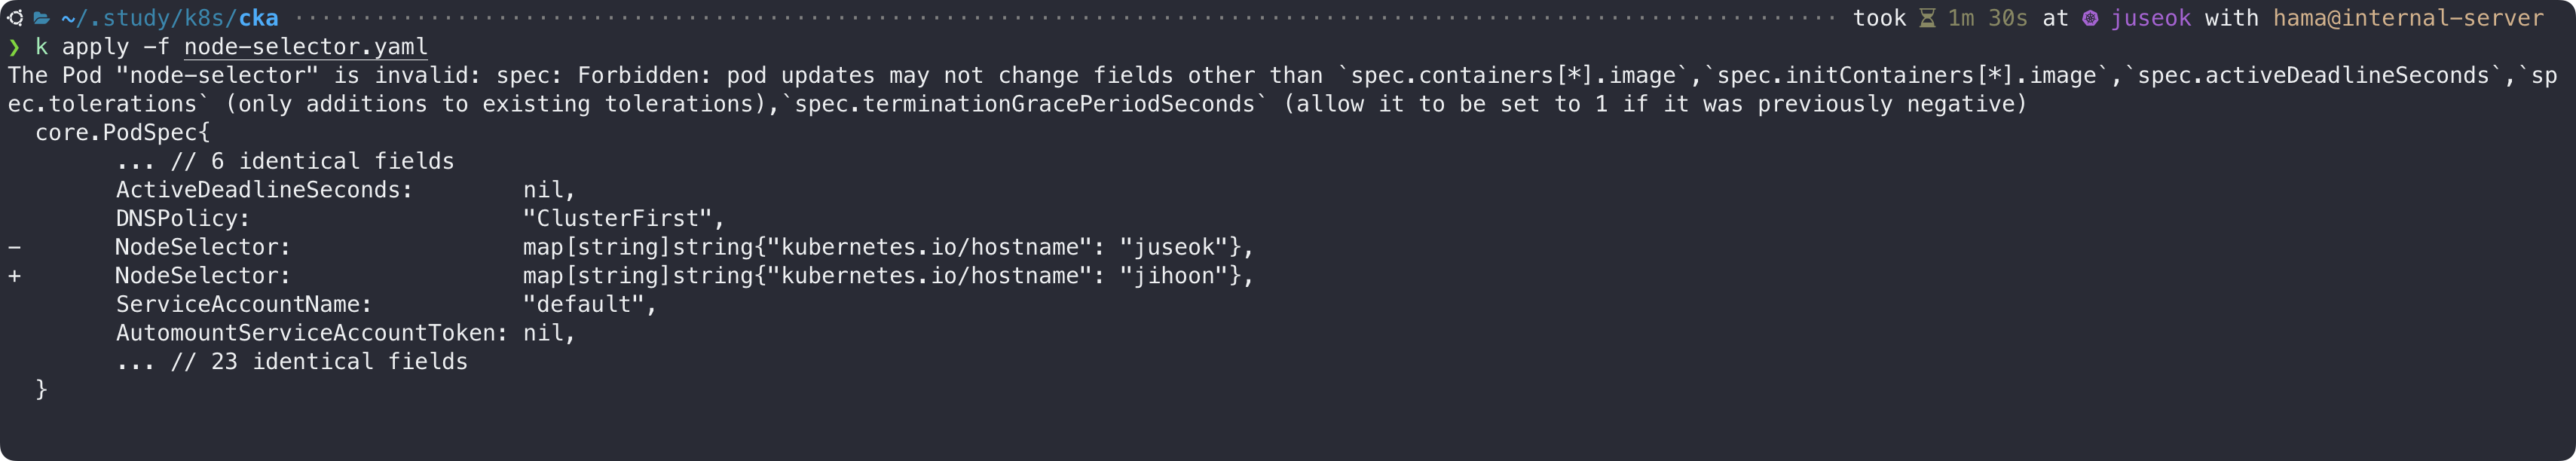 ~/.study/k8s/cka ································ took 1m 30s at juseok with hama@internal-server
❯ k apply -f node-selector.yaml
The Pod "node-selector" is invalid: spec: Forbidden: pod updates may not change fields other than `spec.containers[*].image`,`spec.initContainers[*].image`,`spec.activeDeadlineSeconds`,`sp
ec.tolerations` (only additions to existing tolerations),`spec.terminationGracePeriodSeconds` (allow it to be set to 1 if it was previously negative)
  core.PodSpec{
        ... // 6 identical fields
        ActiveDeadlineSeconds:        nil,
        DNSPolicy:                    "ClusterFirst",
-       NodeSelector:                 map[string]string{"kubernetes.io/hostname": "juseok"},
+       NodeSelector:                 map[string]string{"kubernetes.io/hostname": "jihoon"},
        ServiceAccountName:           "default",
        AutomountServiceAccountToken: nil,
        ... // 23 identical fields
  }